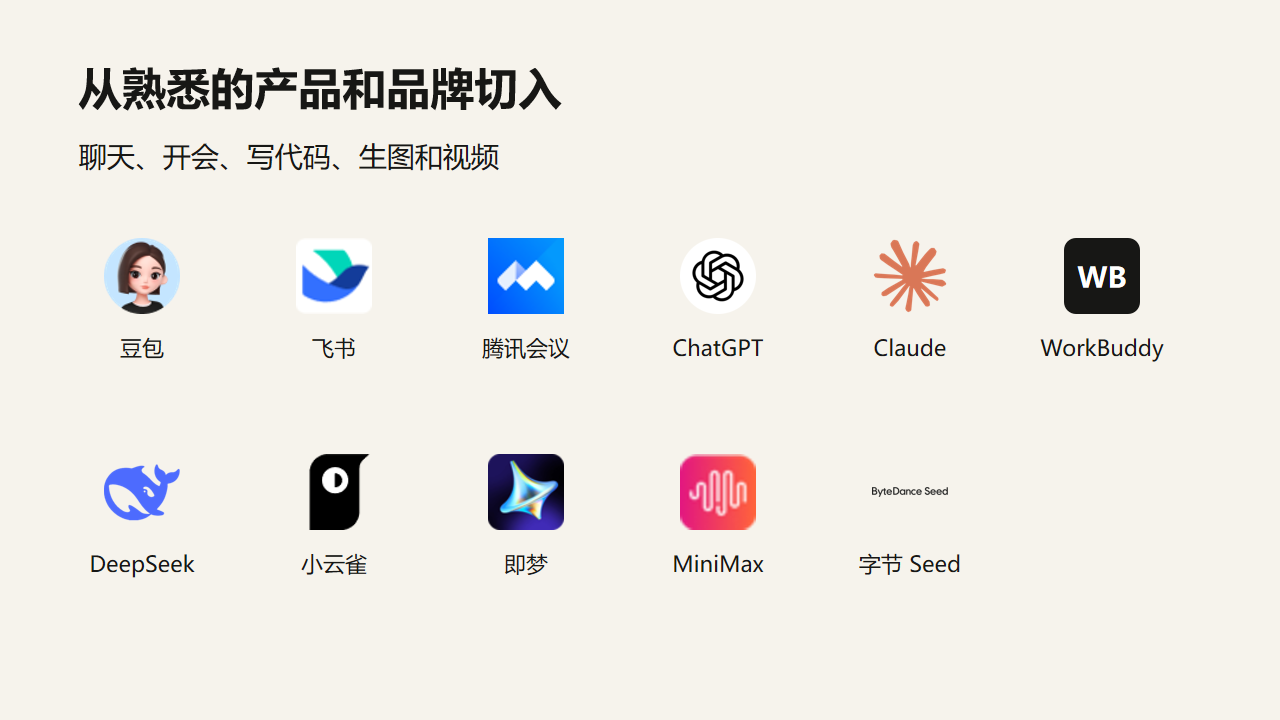 从熟悉的产品和品牌切入
聊天、开会、写代码、生图和视频
WB
豆包
飞书
腾讯会议
ChatGPT
Claude
WorkBuddy
ByteDance Seed
DeepSeek
小云雀
即梦
MiniMax
字节 Seed